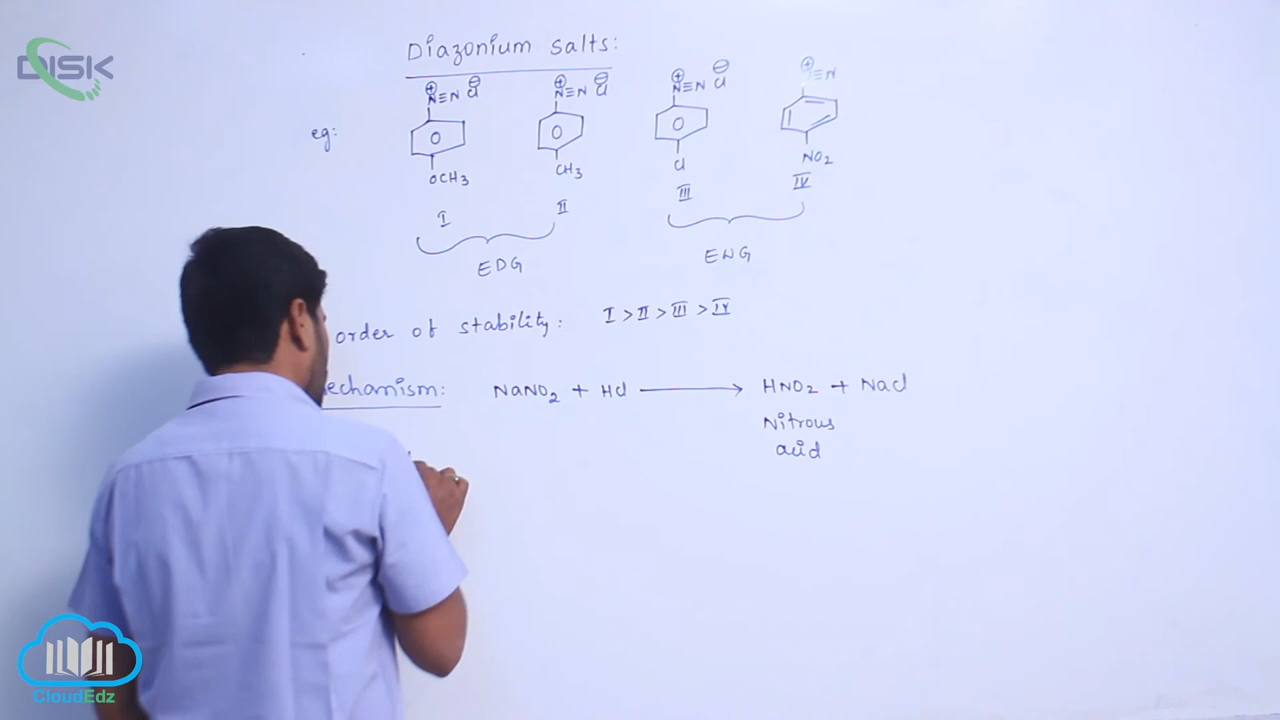 DISK
Diazonium salts:
N≡N Cl N≡N Cl N≡N Cl ≡N
eg:
OCH3 CH3 Cl NO2
I II III IV
EDG EWG
order of stability: I > II > III > IV
echanism: NaNO2 + HCl ⟶ HNO2 + NaCl
Nitrous
acid
CloudEdz